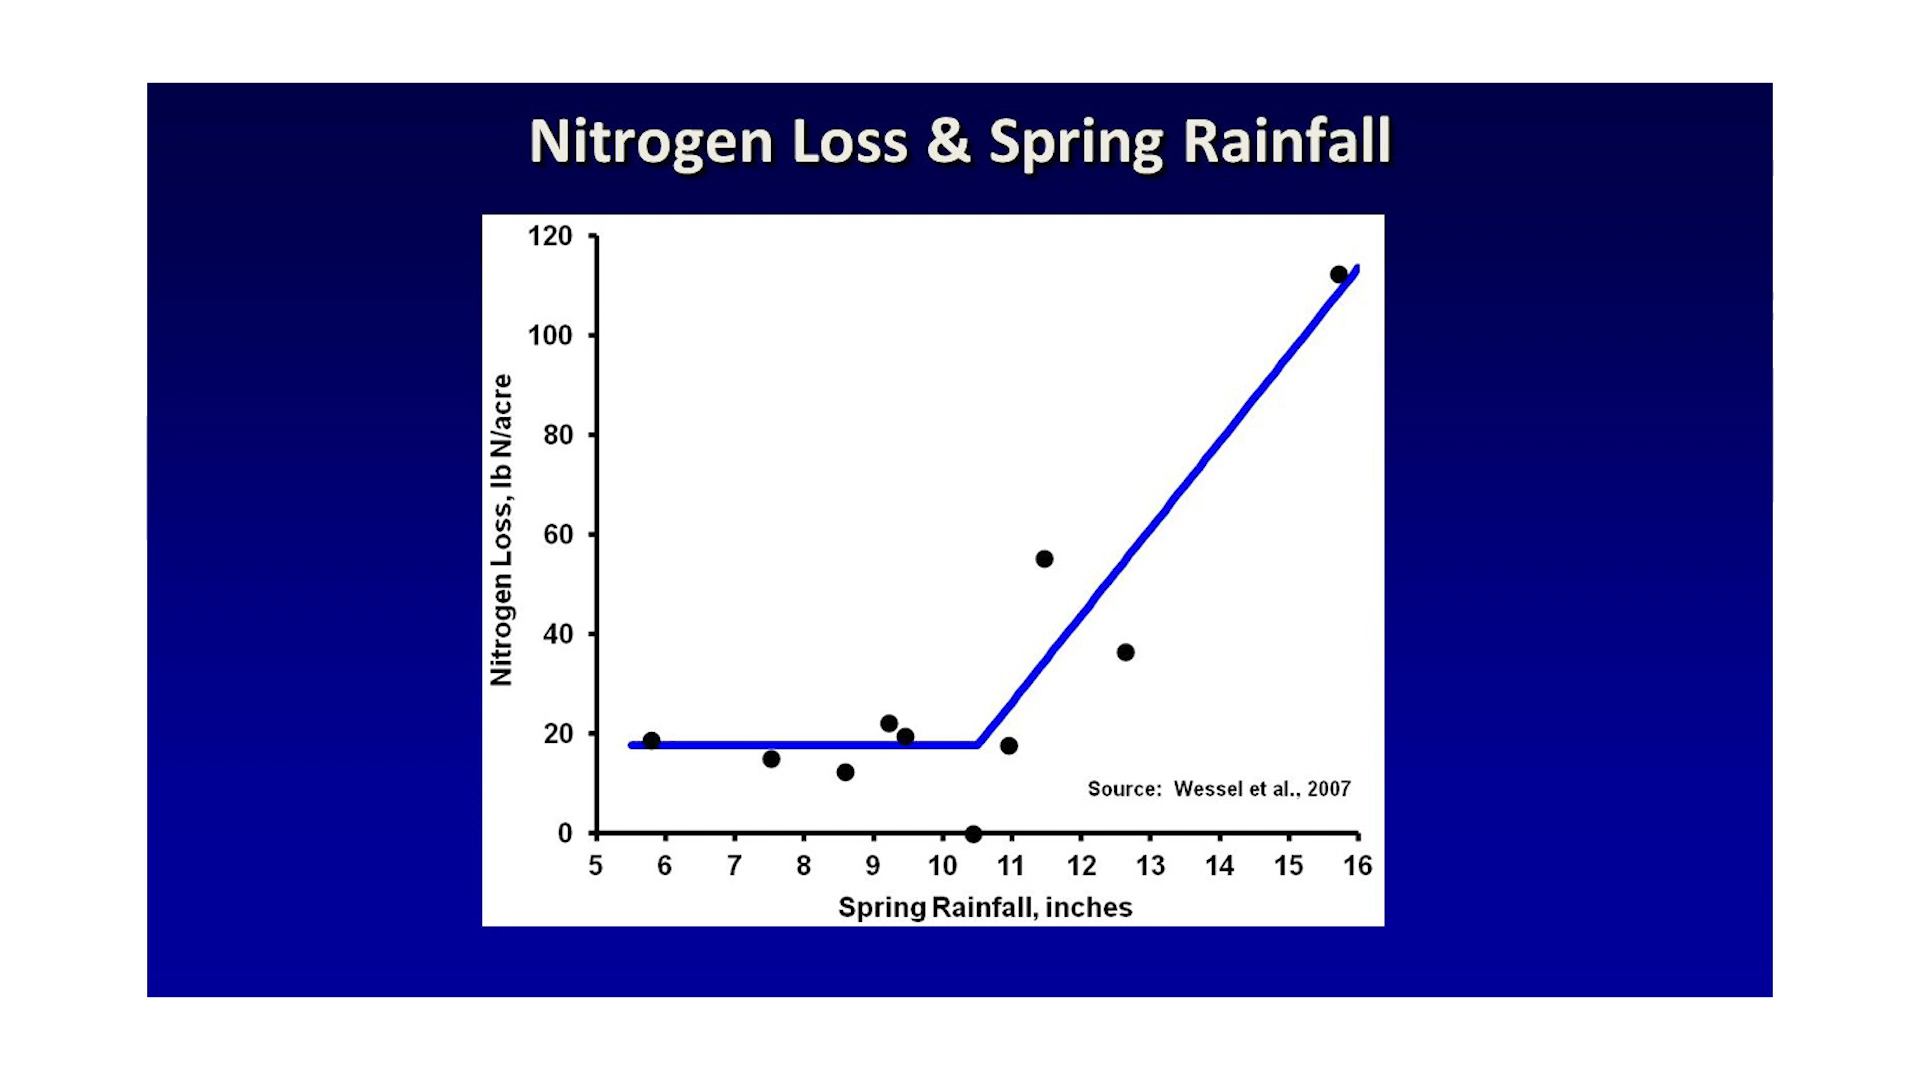 Nitrogen Loss & Spring Rainfall
120
100
80
60
40
20
0
Nitrogen Loss, lb N/acre
Source: Wessel et al., 2007
5 6 7 8 9 10 11 12 13 14 15 16
Spring Rainfall, inches